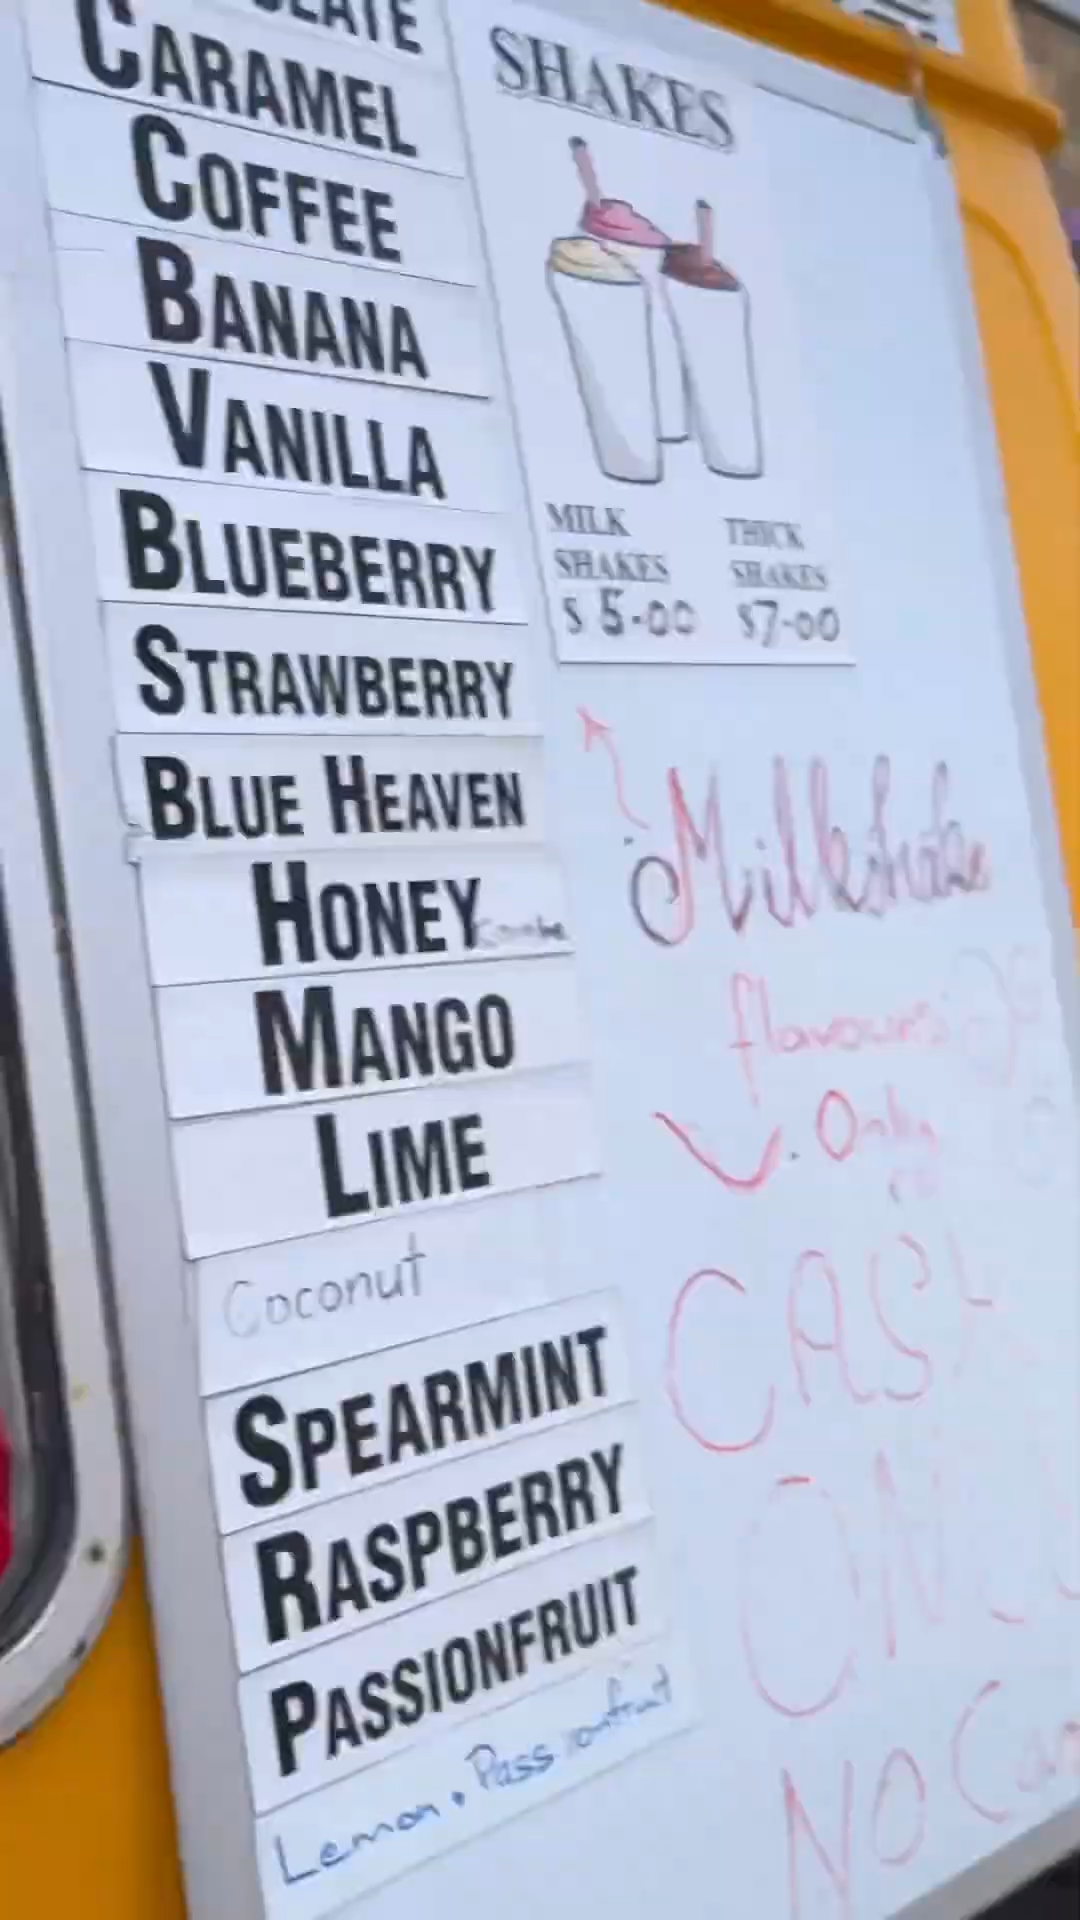 CARAMEL
COFFEE
BANANA
VANILLA
BLUEBERRY
STRAWBERRY
BLUE HEAVEN
HONEY
MANGO
LIME
Coconut
SPEARMINT
RASPBERRY
PASSIONFRUIT
Lemon. Passionfruit
SHAKES
MILK
SHAKES
$ 5.00
THICK
SHAKES
$7-00
Milkshake
flavours
Only
CASH
ONLY
NO